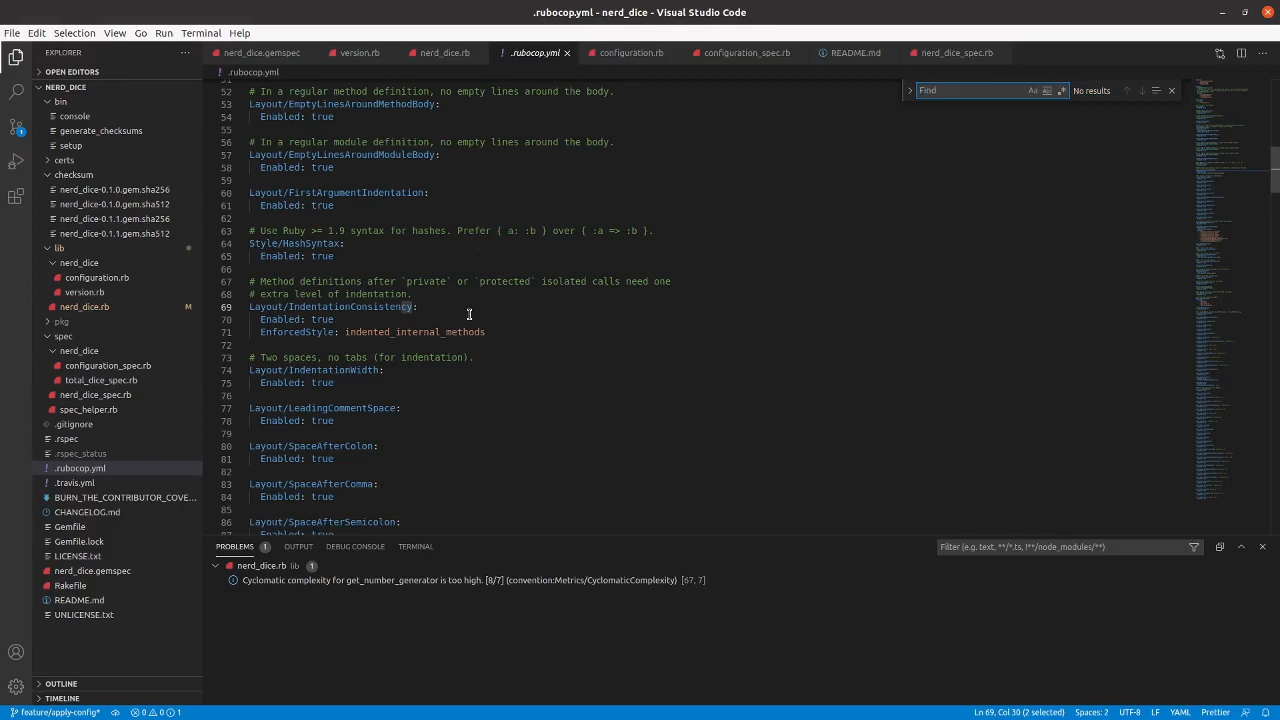 .rubocop.yml - nerd_dice - Visual Studio Code
File Edit Selection View Go Run Terminal Help
EXPLORER
OPEN EDITORS
NERD_DICE
bin
console
generate_checksums
setup
certs
checksum
nerd_dice-0.1.0.gem.sha256
nerd_dice-0.1.0.gem.sha512
nerd_dice-0.1.1.gem.sha256
nerd_dice-0.1.1.gem.sha512
lib
nerd_dice
configuration.rb
version.rb
nerd_dice.rb M
pkg
spec
nerd_dice
configuration_spec.rb
total_dice_spec.rb
nerd_dice_spec.rb
spec_helper.rb
.gitignore
.rspec
.rspec_status
.rubocop.yml
.travis.yml
BURN_THE_CONTRIBUTOR_COVE...
CHANGELOG.md
Gemfile
Gemfile.lock
LICENSE.txt
nerd_dice.gemspec
Rakefile
README.md
UNLICENSE.txt
OUTLINE
TIMELINE
nerd_dice.gemspec version.rb nerd_dice.rb .rubocop.yml configuration.rb configuration_spec.rb README.md nerd_dice_spec.rb
.rubocop.yml
Find Aa Ab .* No results
51
52 # In a regular method definition, no empty lines around the body.
53 Layout/EmptyLinesAroundMethodBody:
54 Enabled: true
55
56 # In a regular module definition, no empty lines around the body.
57 Layout/EmptyLinesAroundModuleBody:
58 Enabled: true
59
60 Layout/FirstArgumentIndentation:
61 Enabled: true
62
63 # Use Ruby >= 1.9 syntax for hashes. Prefer { a: :b } over { :a => :b }.
64 Style/HashSyntax:
65 Enabled: true
66
67 # Method definitions after `private` or `protected` isolated calls need one
68 # extra level of indentation.
69 Layout/IndentationConsistency:
70 Enabled: true
71 EnforcedStyle: indented_internal_methods
72
73 # Two spaces, no tabs (for indentation).
74 Layout/IndentationWidth:
75 Enabled: true
76
77 Layout/LeadingCommentSpace:
78 Enabled: true
79
80 Layout/SpaceAfterColon:
81 Enabled: true
82
83 Layout/SpaceAfterComma:
84 Enabled: true
85
86 Layout/SpaceAfterSemicolon:
87 Enabled: true
PROBLEMS 1 OUTPUT DEBUG CONSOLE TERMINAL
Filter (e.g. text, **/*.ts, !**/node_modules/**)
nerd_dice.rb lib 1
Cyclomatic complexity for get_number_generator is too high. [8/7] (convention:Metrics/CyclomaticComplexity) [67, 7]
feature/apply-config* 0 0 1
Ln 69, Col 30 (2 selected) Spaces: 2 UTF-8 LF YAML Prettier